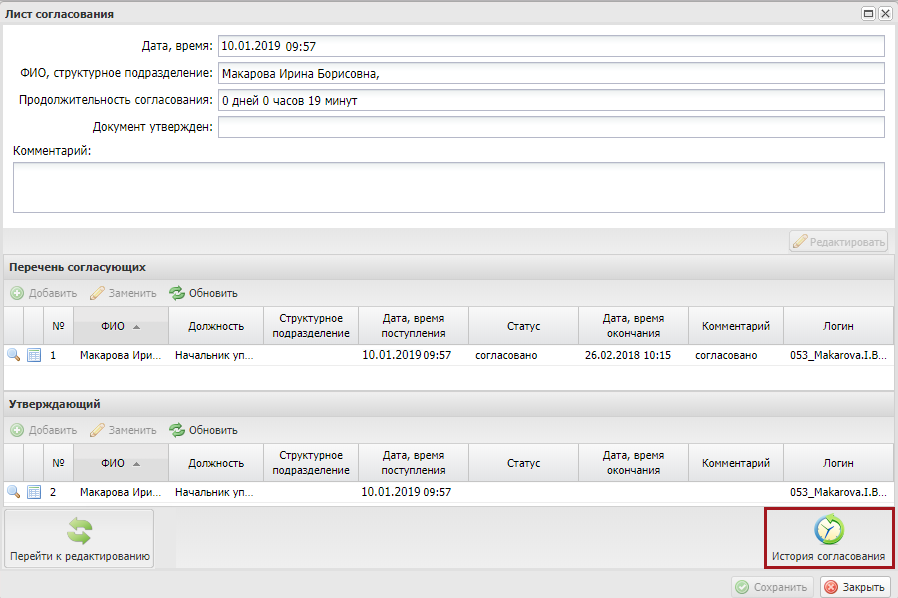 Лист согласования
Дата, время: 10.01.2019 09:57
ФИО, структурное подразделение: Макарова Ирина Борисовна,
Продолжительность согласования: 0 дней 0 часов 19 минут
Документ утвержден:
Комментарий:
Редактировать
Перечень согласующих
Добавить Заменить Обновить
№ ФИО Должность Структурное подразделение Дата, время поступления Статус Дата, время окончания Комментарий Логин
1 Макарова Ири... Начальник уп... 10.01.2019 09:57 согласовано 26.02.2018 10:15 согласовано 053_Makarova.I.B...
Утверждающий
Добавить Заменить Обновить
№ ФИО Должность Структурное подразделение Дата, время поступления Статус Дата, время окончания Комментарий Логин
2 Макарова Ири... Начальник уп... 10.01.2019 09:57 053_Makarova.I.B...
Перейти к редактированию
История согласования
Сохранить Закрыть